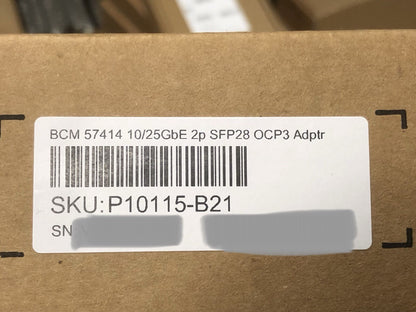 BCM 57414 10/25GbE 2p SFP28 OCP3 Adptr
SKU:P10115-B21
SN